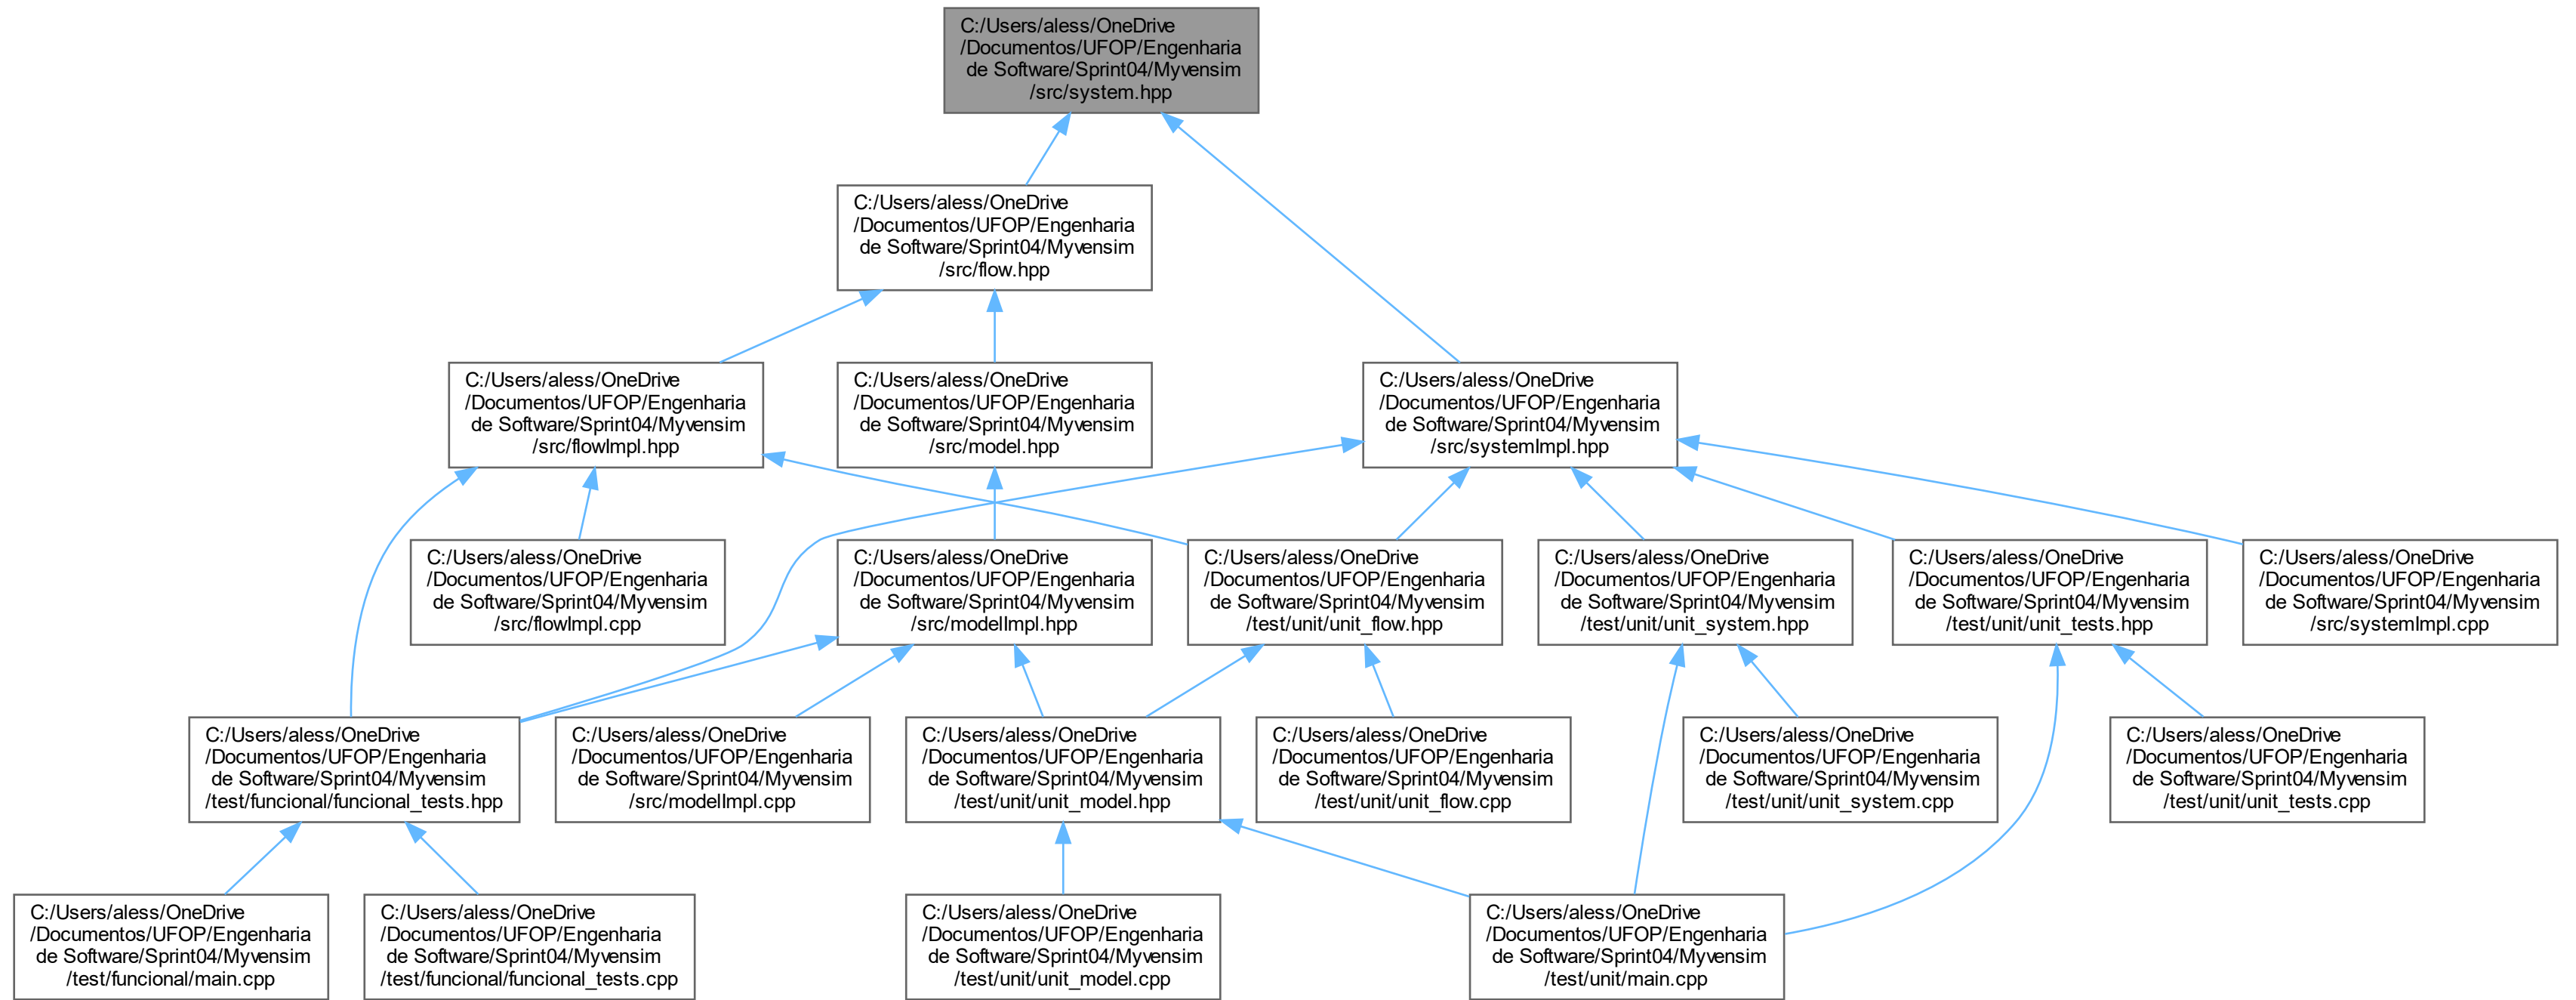 C:/Users/aless/OneDrive
/Documentos/UFOP/Engenharia
de Software/Sprint04/Myvensim
/src/system.hpp
C:/Users/aless/OneDrive
/Documentos/UFOP/Engenharia
de Software/Sprint04/Myvensim
/src/flow.hpp
C:/Users/aless/OneDrive
/Documentos/UFOP/Engenharia
de Software/Sprint04/Myvensim
/src/flowImpl.hpp
C:/Users/aless/OneDrive
/Documentos/UFOP/Engenharia
de Software/Sprint04/Myvensim
/src/model.hpp
C:/Users/aless/OneDrive
/Documentos/UFOP/Engenharia
de Software/Sprint04/Myvensim
/src/systemImpl.hpp
C:/Users/aless/OneDrive
/Documentos/UFOP/Engenharia
de Software/Sprint04/Myvensim
/src/flowImpl.cpp
C:/Users/aless/OneDrive
/Documentos/UFOP/Engenharia
de Software/Sprint04/Myvensim
/src/modelImpl.hpp
C:/Users/aless/OneDrive
/Documentos/UFOP/Engenharia
de Software/Sprint04/Myvensim
/test/unit/unit_flow.hpp
C:/Users/aless/OneDrive
/Documentos/UFOP/Engenharia
de Software/Sprint04/Myvensim
/test/unit/unit_system.hpp
C:/Users/aless/OneDrive
/Documentos/UFOP/Engenharia
de Software/Sprint04/Myvensim
/test/unit/unit_tests.hpp
C:/Users/aless/OneDrive
/Documentos/UFOP/Engenharia
de Software/Sprint04/Myvensim
/src/systemImpl.cpp
C:/Users/aless/OneDrive
/Documentos/UFOP/Engenharia
de Software/Sprint04/Myvensim
/test/funcional/funcional_tests.hpp
C:/Users/aless/OneDrive
/Documentos/UFOP/Engenharia
de Software/Sprint04/Myvensim
/src/modelImpl.cpp
C:/Users/aless/OneDrive
/Documentos/UFOP/Engenharia
de Software/Sprint04/Myvensim
/test/unit/unit_model.hpp
C:/Users/aless/OneDrive
/Documentos/UFOP/Engenharia
de Software/Sprint04/Myvensim
/test/unit/unit_flow.cpp
C:/Users/aless/OneDrive
/Documentos/UFOP/Engenharia
de Software/Sprint04/Myvensim
/test/unit/unit_system.cpp
C:/Users/aless/OneDrive
/Documentos/UFOP/Engenharia
de Software/Sprint04/Myvensim
/test/unit/unit_tests.cpp
C:/Users/aless/OneDrive
/Documentos/UFOP/Engenharia
de Software/Sprint04/Myvensim
/test/funcional/main.cpp
C:/Users/aless/OneDrive
/Documentos/UFOP/Engenharia
de Software/Sprint04/Myvensim
/test/funcional/funcional_tests.cpp
C:/Users/aless/OneDrive
/Documentos/UFOP/Engenharia
de Software/Sprint04/Myvensim
/test/unit/unit_model.cpp
C:/Users/aless/OneDrive
/Documentos/UFOP/Engenharia
de Software/Sprint04/Myvensim
/test/unit/main.cpp